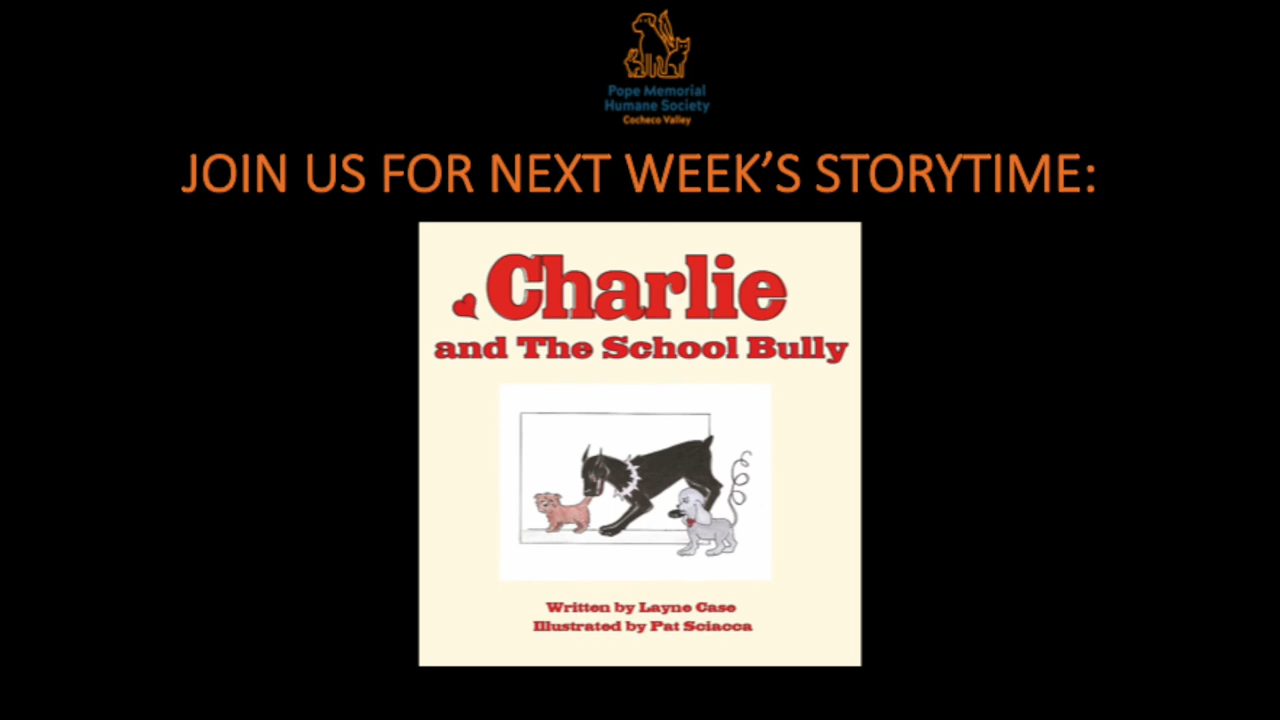 Pope Memorial
Humane Society
Cocheco Valley
JOIN US FOR NEXT WEEK’S STORYTIME:
Charlie
and The School Bully
Written by Layne Case
Illustrated by Pat Sciacca